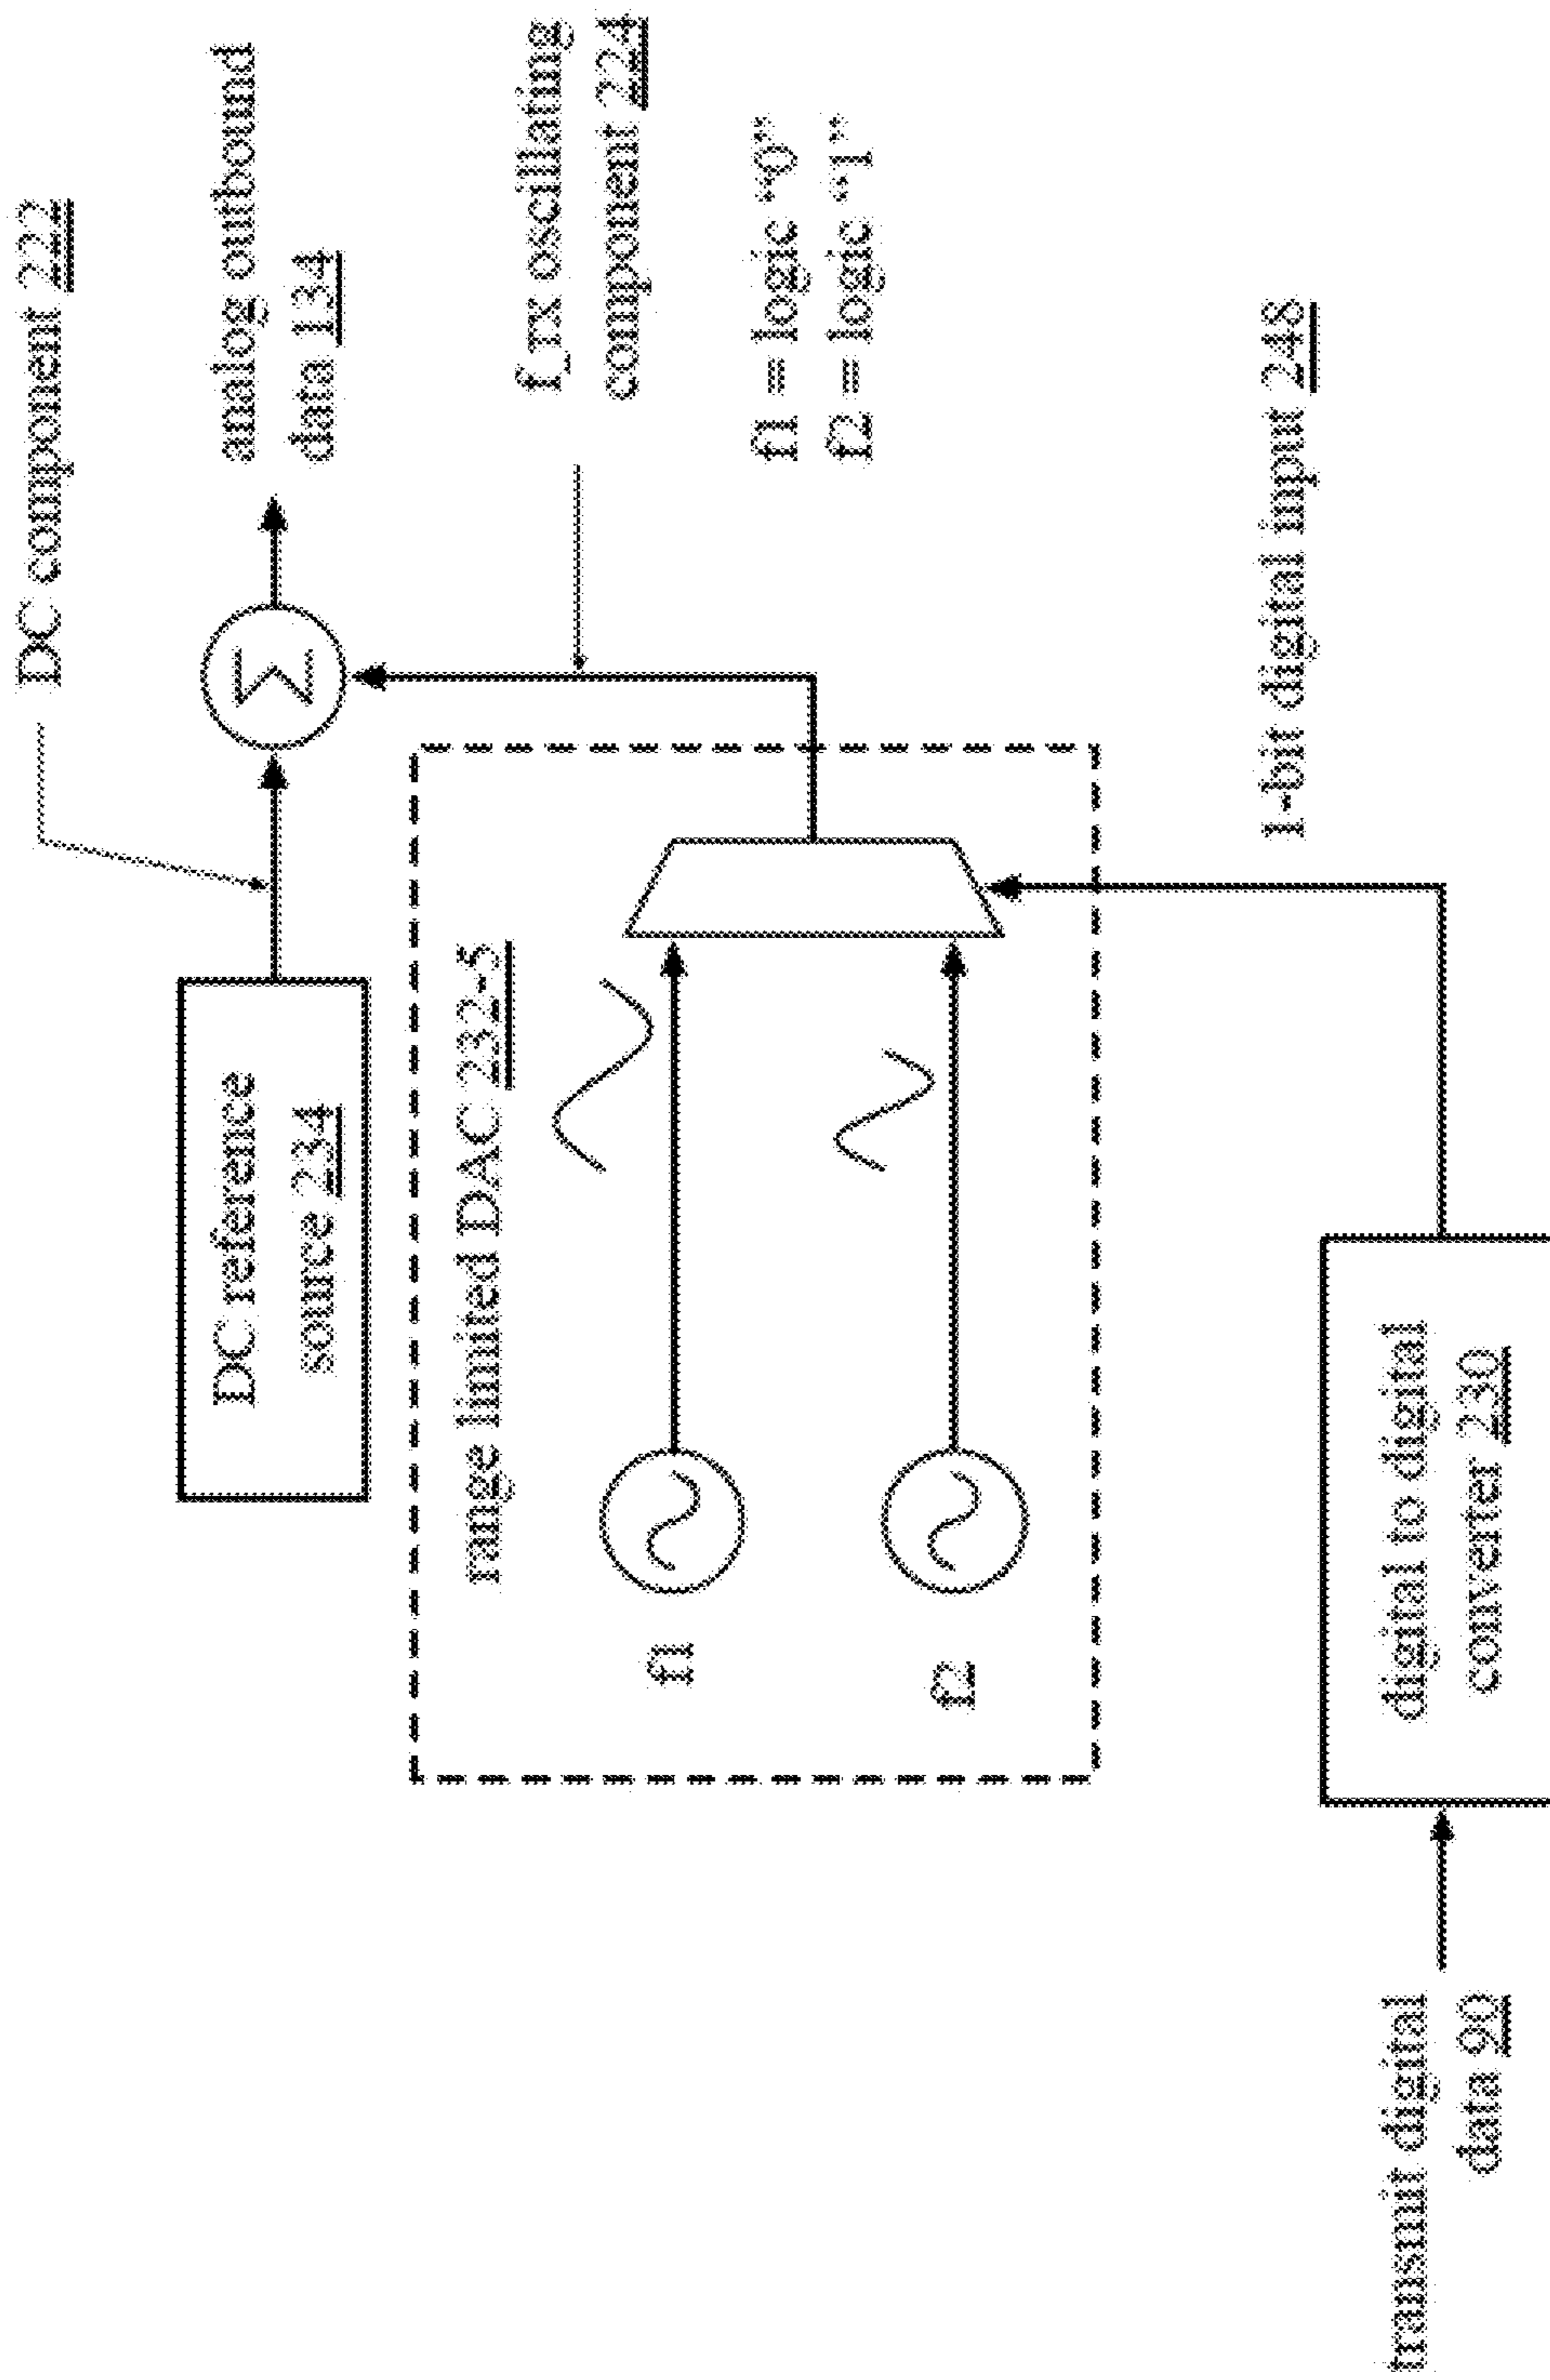 DC component 222
analog outbound
data 134
DC reference
source 234
f_rx oscillating
component 224
range limited DAC 232-5
f1 = logic “0”
f2 = logic “1”
f1
f2
1-bit digital input 248
digital to digital
converter 230
transmit digital
data 90